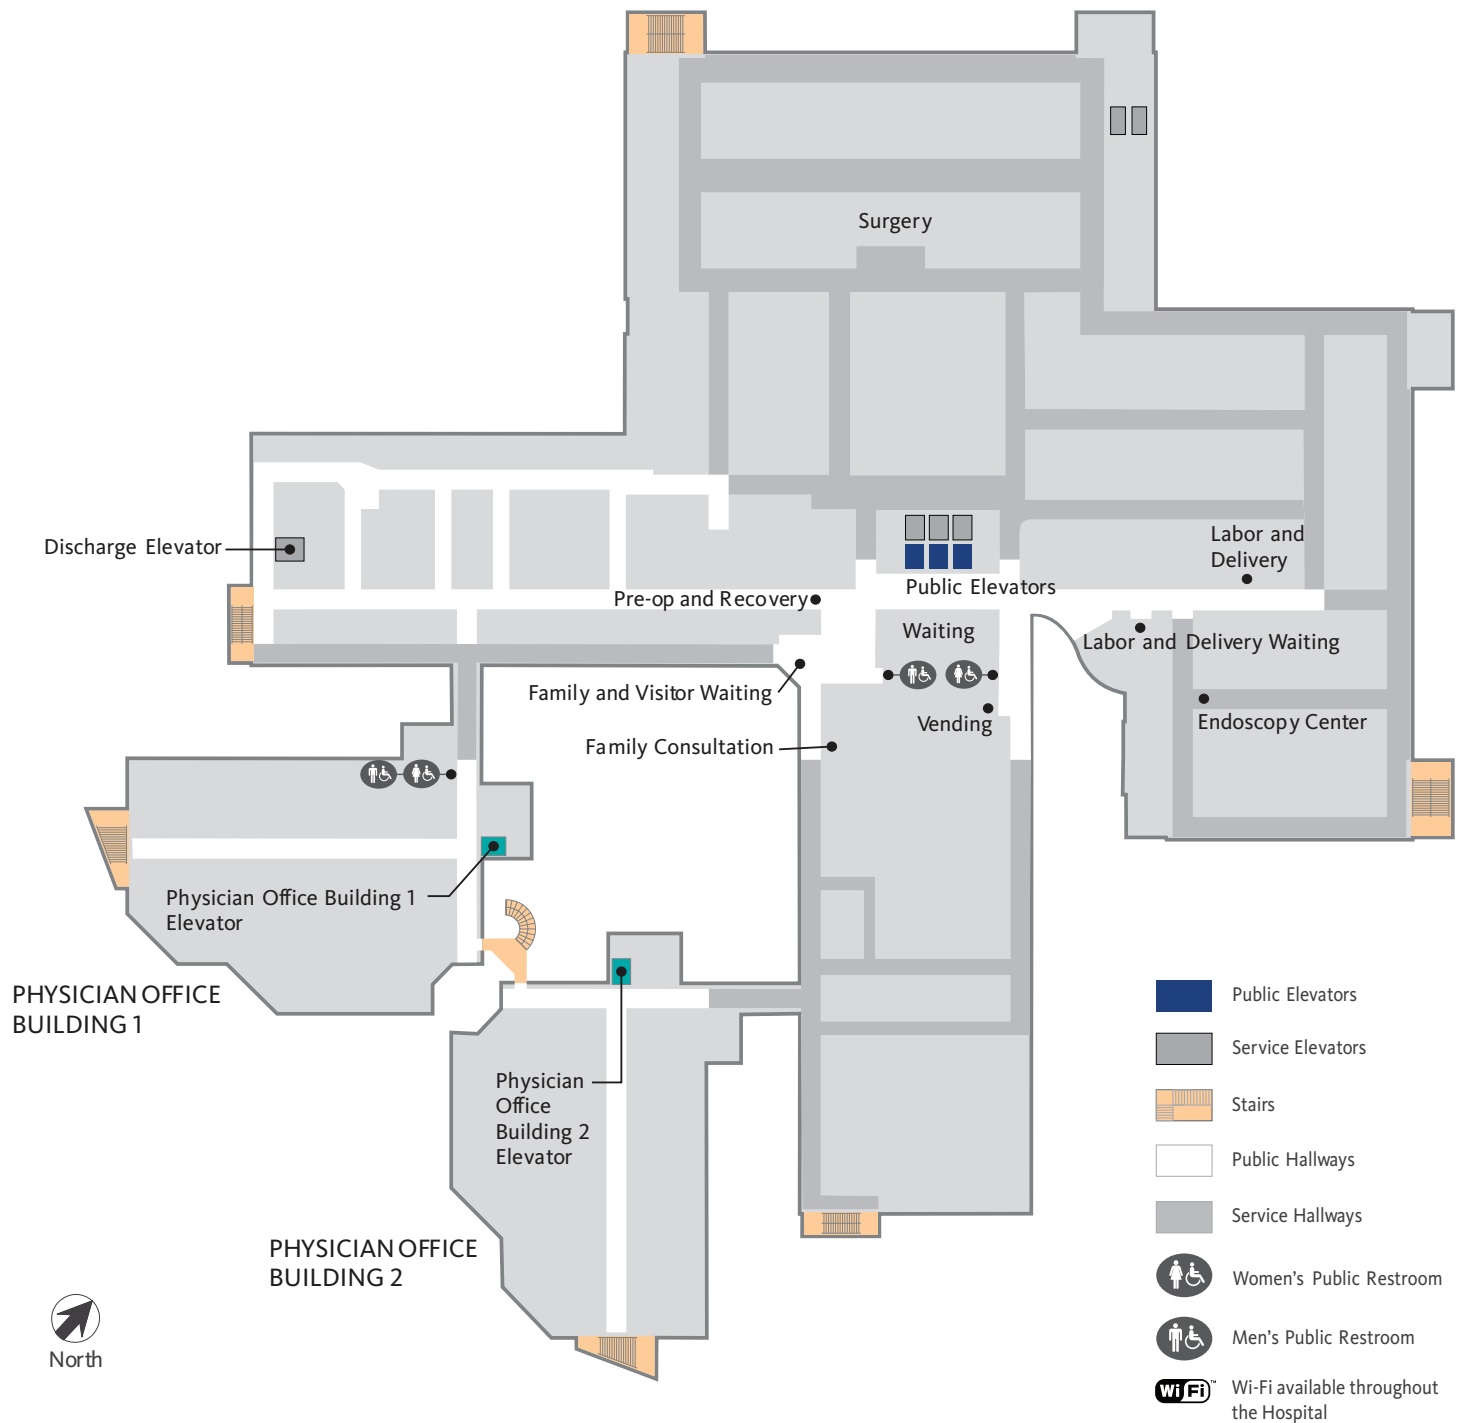 Surgery
Discharge Elevator
Labor and
Delivery
Public Elevators
Pre-op and Recovery
Waiting
Labor and Delivery Waiting
Family and Visitor Waiting
Vending
Endoscopy Center
Family Consultation
Physician Office Building 1
Elevator
PHYSICIAN OFFICE
BUILDING 1
Physician
Office
Building 2
Elevator
PHYSICIAN OFFICE
BUILDING 2
North
Public Elevators
Service Elevators
Stairs
Public Hallways
Service Hallways
Women's Public Restroom
Men's Public Restroom
Wi Fi™
Wi-Fi available throughout
the Hospital